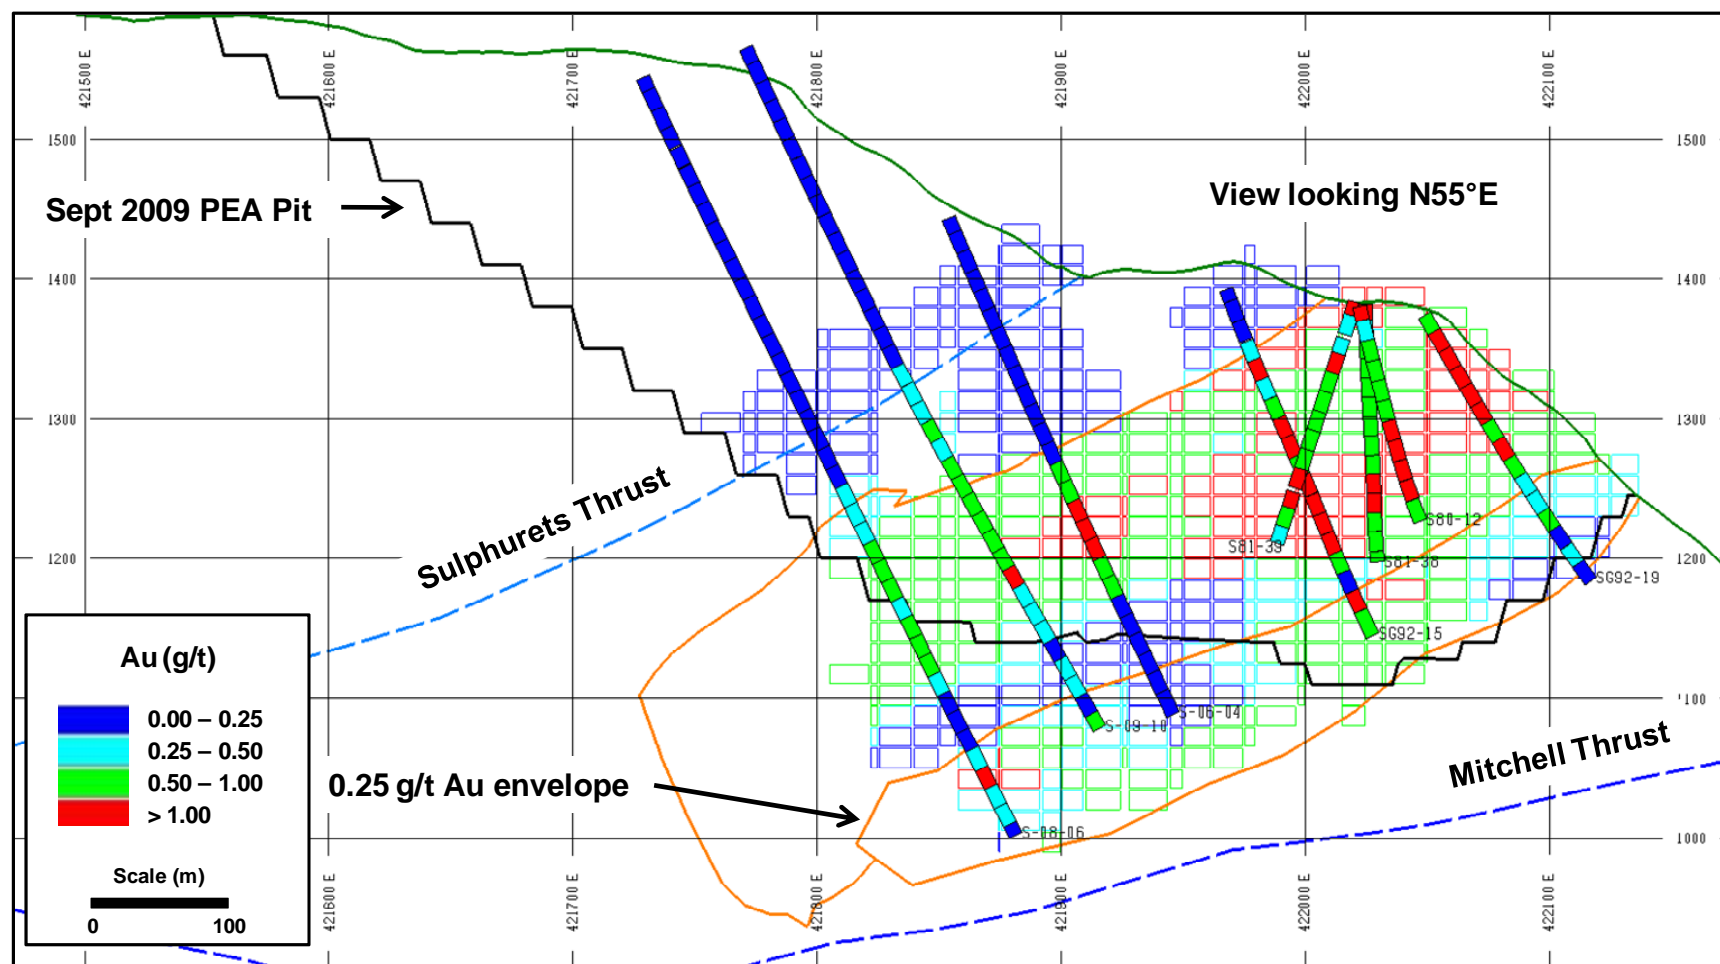 421500 E
421600 E
421700 E
421800 E
421900 E
422000 E
422100 E
1500
1500
View looking N55°E
Sept 2009 PEA Pit
1400
1400
1300
1300
Sulphurets Thrust
S80-12
S81-39
S81-38
1200
1200
SG92-19
SG92-15
Au (g/t)
0.00 – 0.25
0.25 – 0.50
0.50 – 1.00
> 1.00
1100
1100
S-06-04
S-09-10
Mitchell Thrust
0.25 g/t Au envelope
S-08-06
1000
1000
Scale (m)
0 100
421600 E
421700 E
421800 E
421900 E
422000 E
422100 E